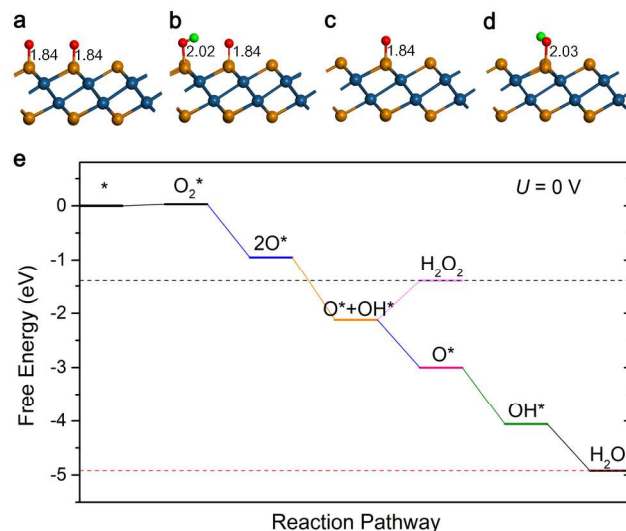 a
b
c
d
1.84
1.84
2.02
1.84
1.84
2.03
e
U = 0 V
*
O₂*
2O*
H₂O₂
O*+OH*
O*
OH*
H₂O
0
-1
-2
-3
-4
-5
Free Energy (eV)
Reaction Pathway